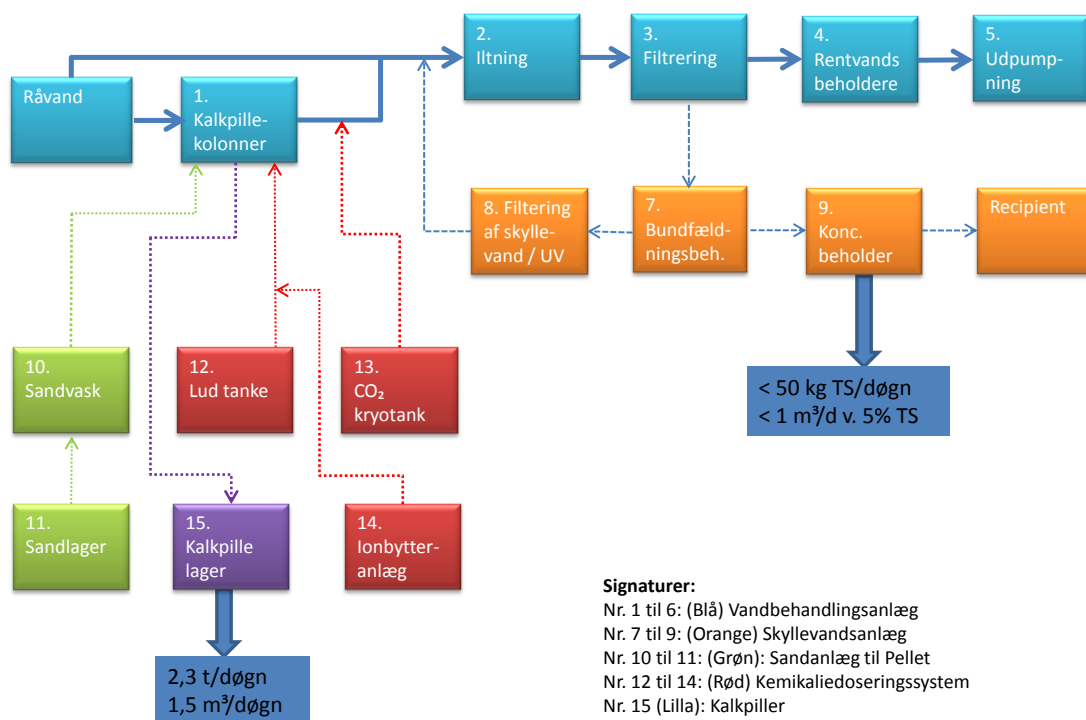 Råvand
1.
Kalkpille-
kolonner
2.
Iltning
3.
Filtrering
4.
Rentvands
beholdere
5.
Udpump-
ning
8. Filtering
af skylle-
vand / UV
7.
Bundfæld-
ningsbeh.
9.
Konc.
beholder
Recipient
10.
Sandvask
12.
Lud tanke
13.
CO₂
kryotank
< 50 kg TS/døgn
< 1 m³/d v. 5% TS
11.
Sandlager
15.
Kalkpille
lager
14.
Ionbytter-
anlæg
2,3 t/døgn
1,5 m³/døgn
Signaturer:
Nr. 1 til 6: (Blå) Vandbehandlingsanlæg
Nr. 7 til 9: (Orange) Skyllevandsanlæg
Nr. 10 til 11: (Grøn): Sandanlæg til Pellet
Nr. 12 til 14: (Rød) Kemikaliedoseringssystem
Nr. 15 (Lilla): Kalkpiller